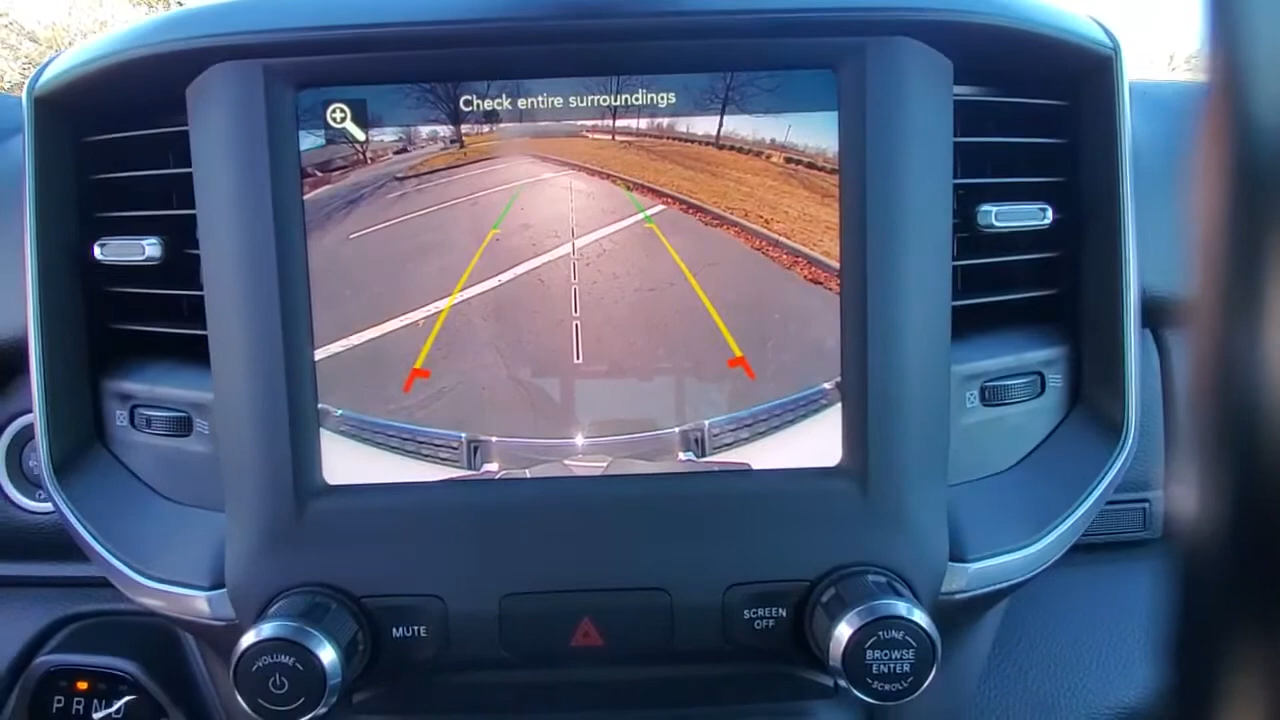 Check entire surroundings
MUTE
SCREEN
OFF
VOLUME
TUNE
BROWSE
ENTER
SCROLL
PRND